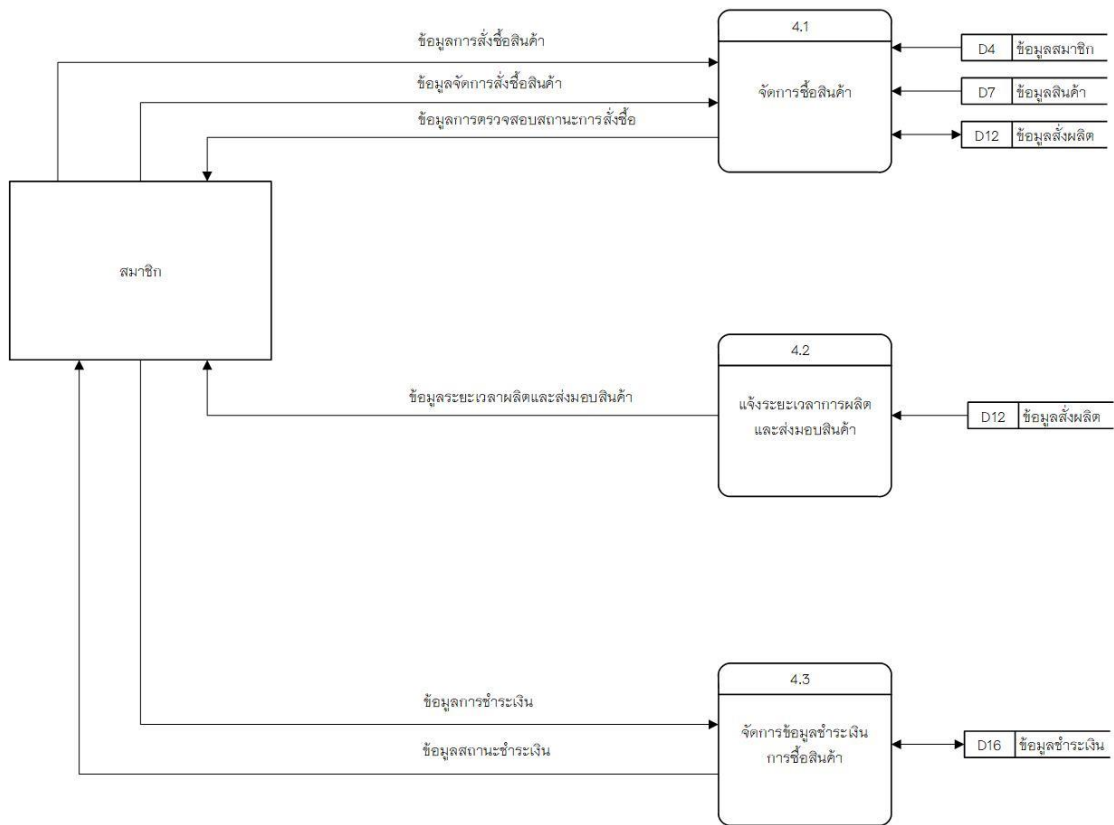 4.1
ข้อมูลการสั่งซื้อสินค้า
D4 ข้อมูลสมาชิก
ข้อมูลจัดการสั่งซื้อสินค้า
จัดการซื้อสินค้า
D7 ข้อมูลสินค้า
ข้อมูลการตรวจสอบสถานะการสั่งซื้อ
D12 ข้อมูลสั่งผลิต
สมาชิก
4.2
ข้อมูลระยะเวลาผลิตและส่งมอบสินค้า
แจ้งระยะเวลาการผลิต
และส่งมอบสินค้า
D12 ข้อมูลสั่งผลิต
4.3
ข้อมูลการชำระเงิน
จัดการข้อมูลชำระเงิน
การซื้อสินค้า
D16 ข้อมูลชำระเงิน
ข้อมูลสถานะชำระเงิน